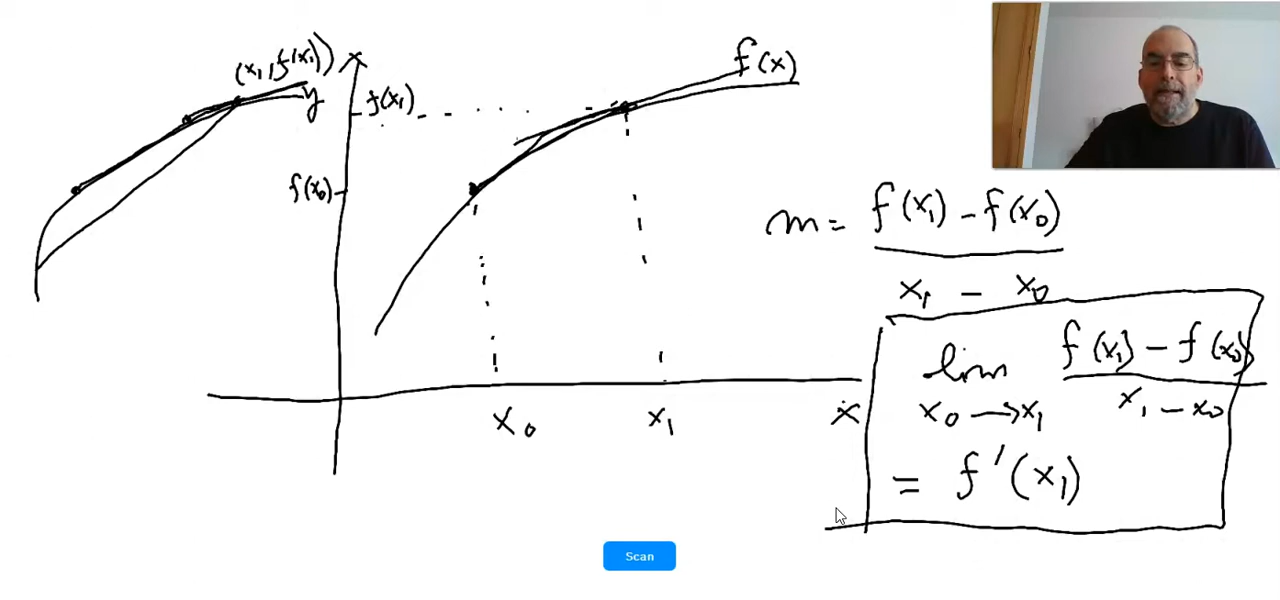 (x₁, f(x₁))
x
y
f(x₁)
f(x)
f(x₀)
m = f(x₁) - f(x₀)
x₁ - x₀
lim f(x₁) - f(x₀)
x₀ → x₁ x₁ - x₀
= f'(x₁)
x₀ x₁ x
Scan